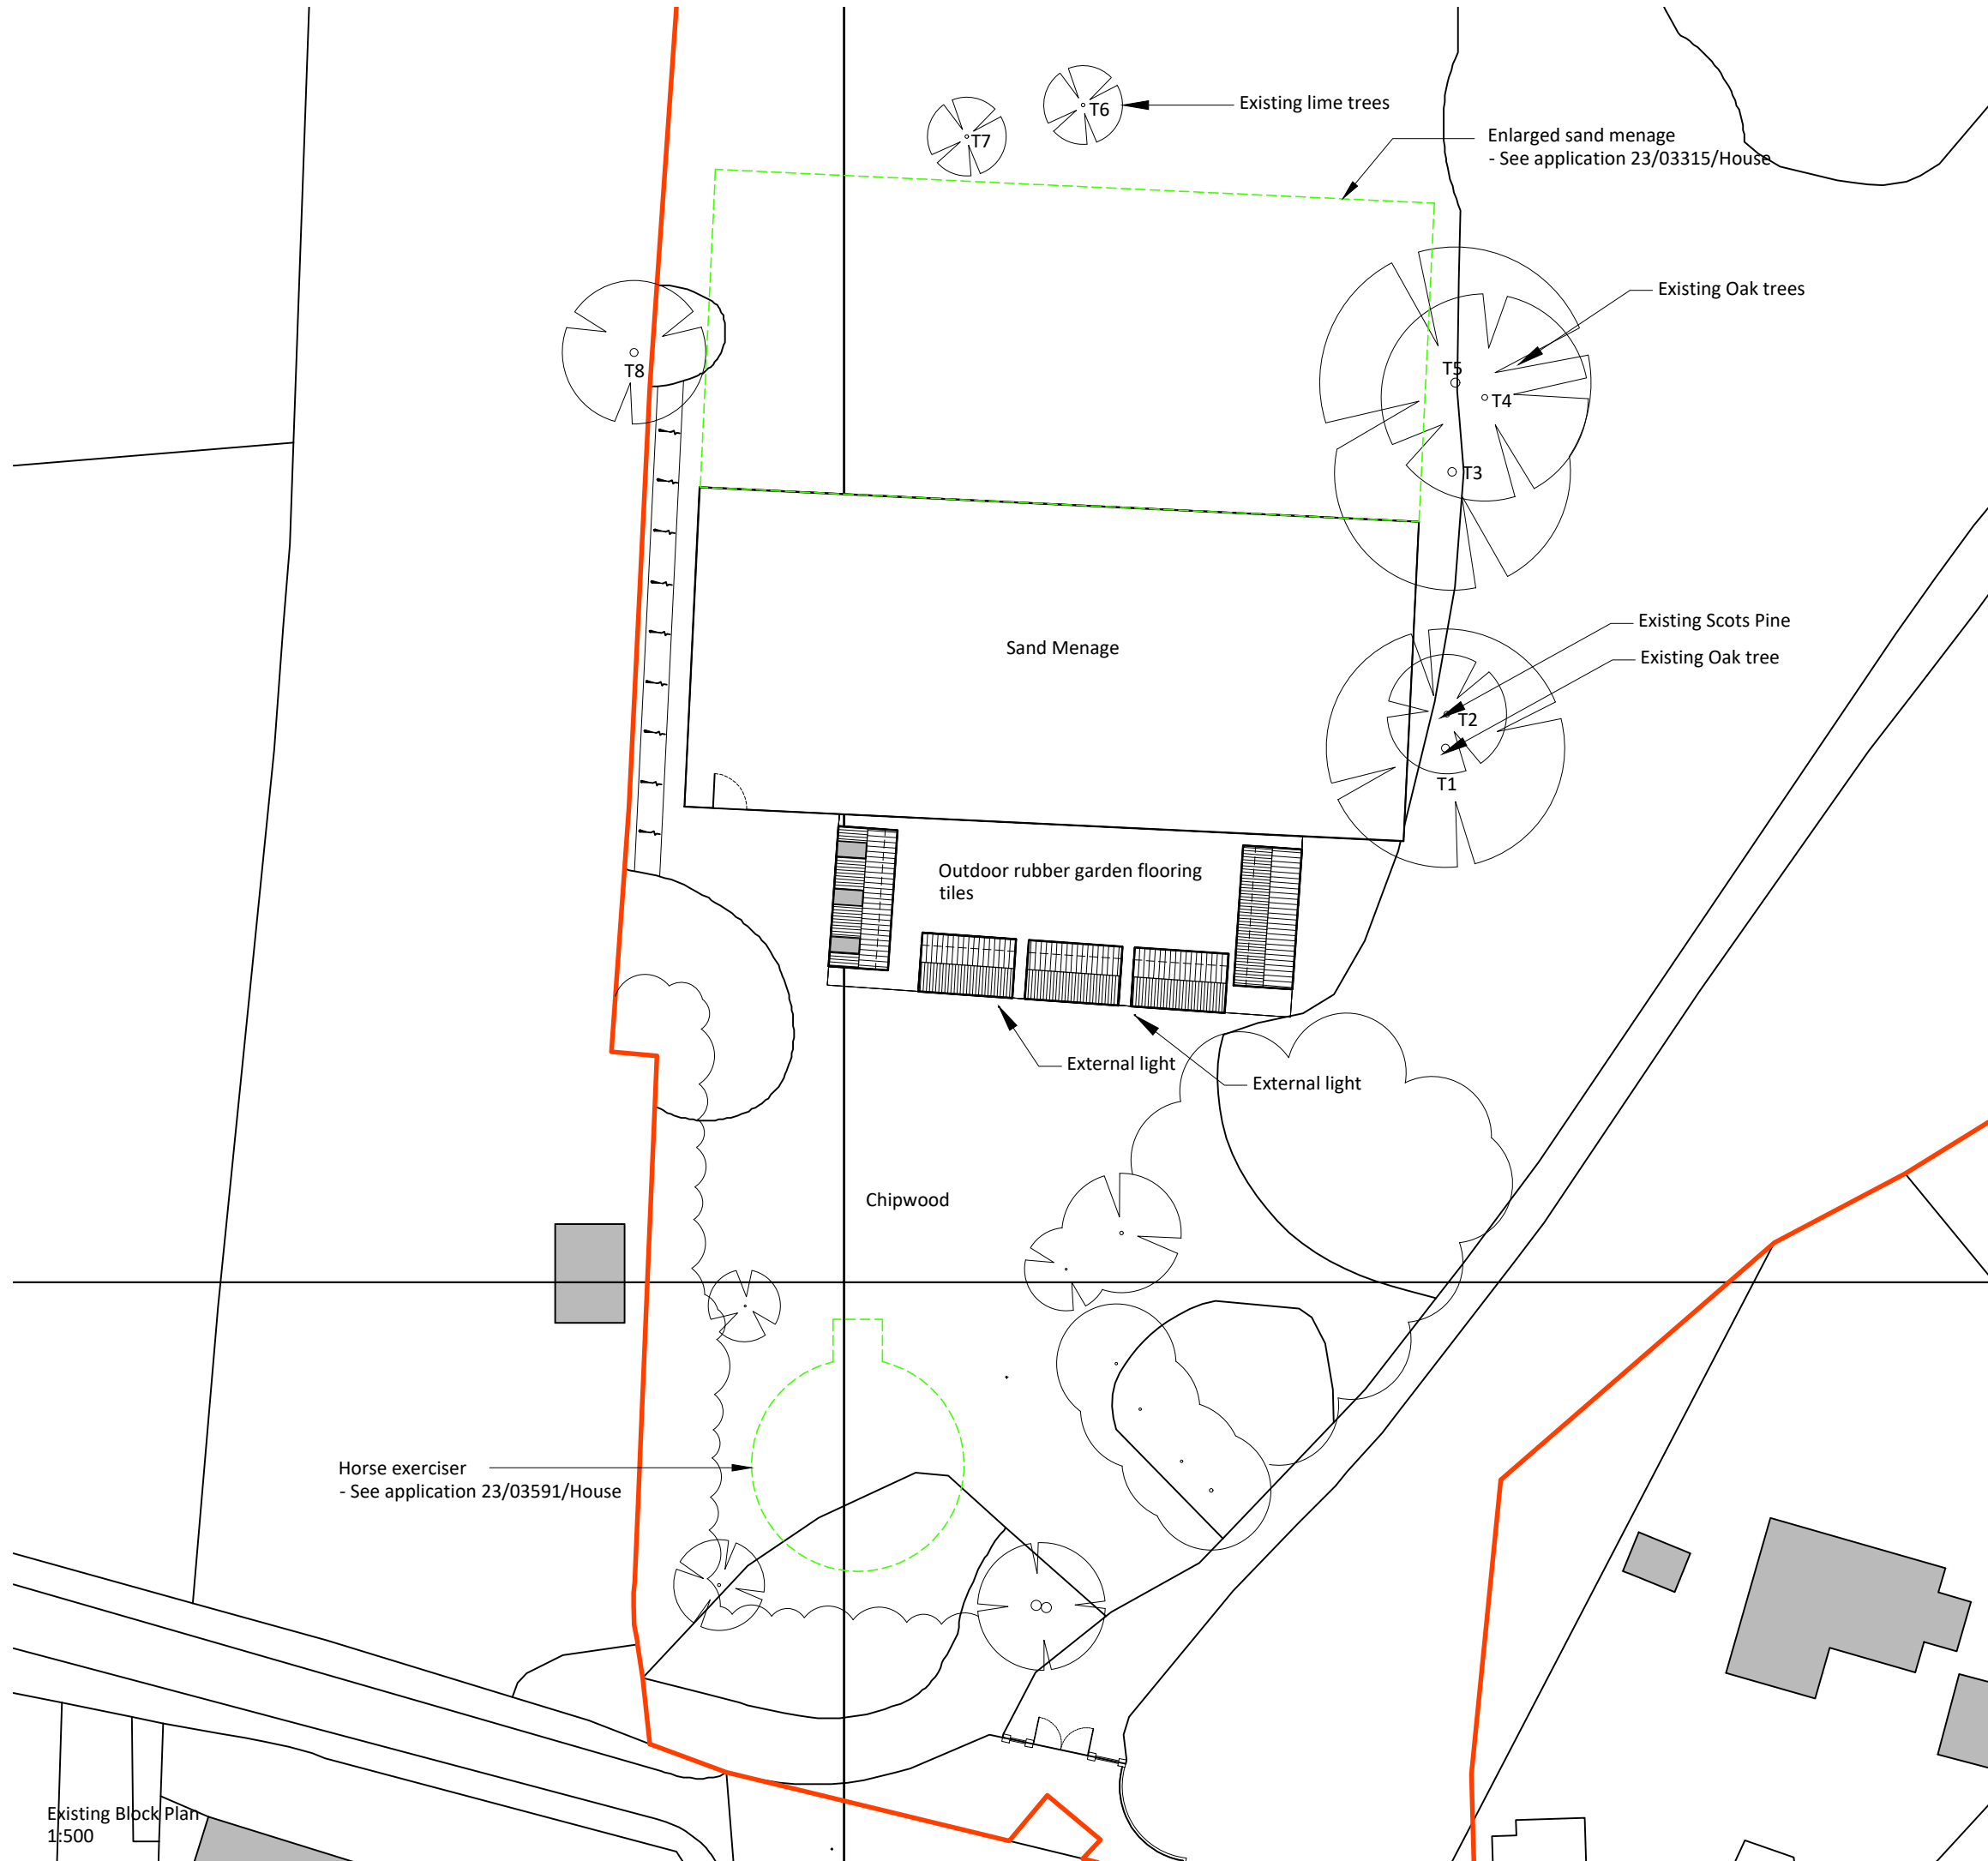 T6
Existing lime trees
T7
Enlarged sand menage
- See application 23/03315/House
Existing Oak trees
T8
T5
T4
T3
Existing Scots Pine
Sand Menage
Existing Oak tree
T2
T1
Outdoor rubber garden flooring
tiles
External light
External light
Chipwood
Horse exerciser
- See application 23/03591/House
Existing Block Plan
1:500